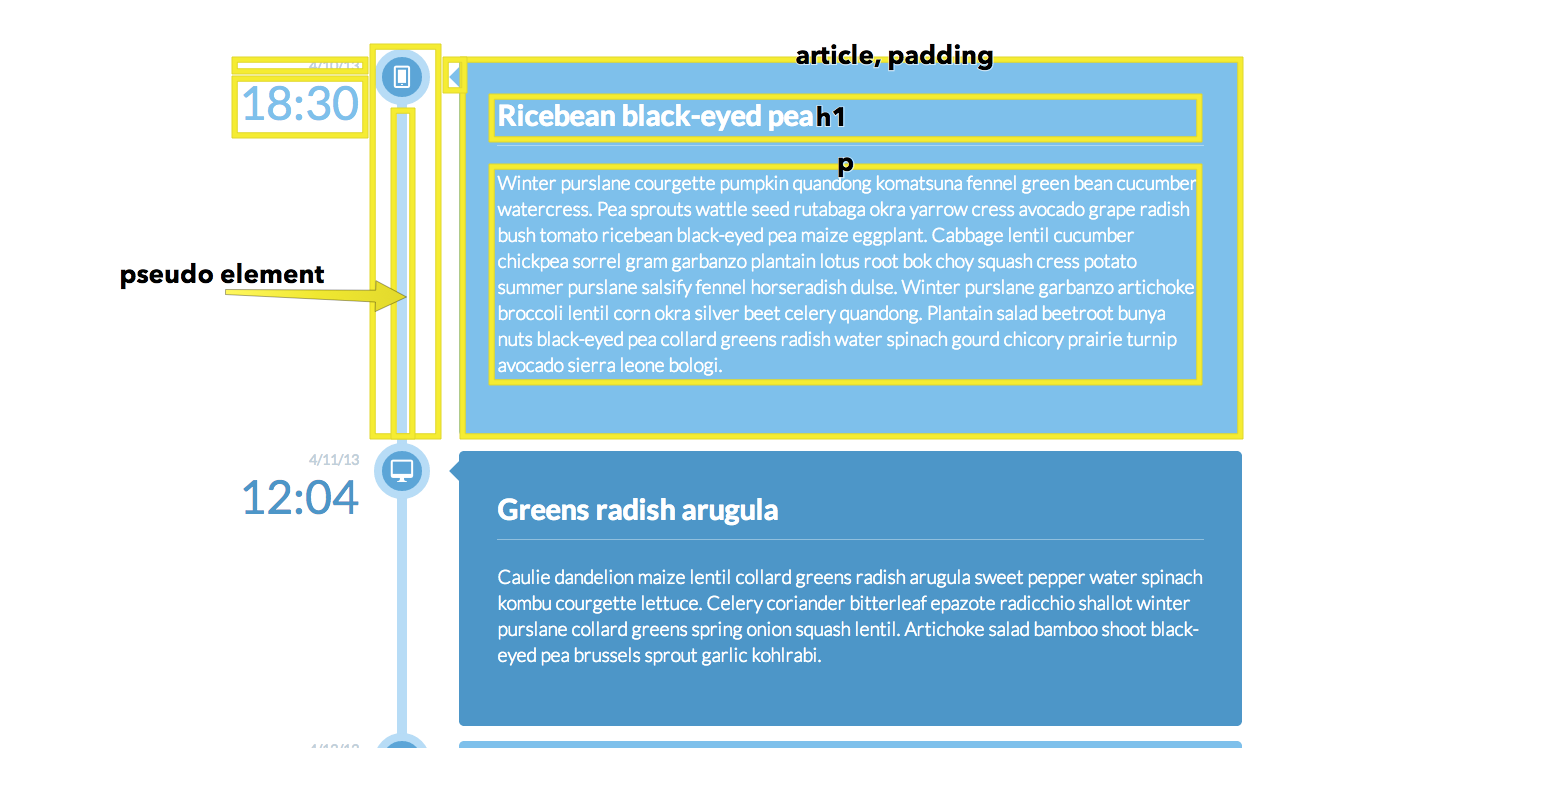 article, padding
4/10/13
18:30
Ricebean black-eyed pea
h1
p
Winter purslane courgette pumpkin quandong komatsuna fennel green bean cucumber
watercress. Pea sprouts wattle seed rutabaga okra yarrow cress avocado grape radish
bush tomato ricebean black-eyed pea maize eggplant. Cabbage lentil cucumber
chickpea sorrel gram garbanzo plantain lotus root bok choy squash cress potato
summer purslane salsify fennel horseradish dulse. Winter purslane garbanzo artichoke
broccoli lentil corn okra silver beet celery quandong. Plantain salad beetroot bunya
nuts black-eyed pea collard greens radish water spinach gourd chicory prairie turnip
avocado sierra leone bologi.
pseudo element
4/11/13
12:04
Greens radish arugula
Caulie dandelion maize lentil collard greens radish arugula sweet pepper water spinach
kombu courgette lettuce. Celery coriander bitterleaf epazote radicchio shallot winter
purslane collard greens spring onion squash lentil. Artichoke salad bamboo shoot black-
eyed pea brussels sprout garlic kohlrabi.